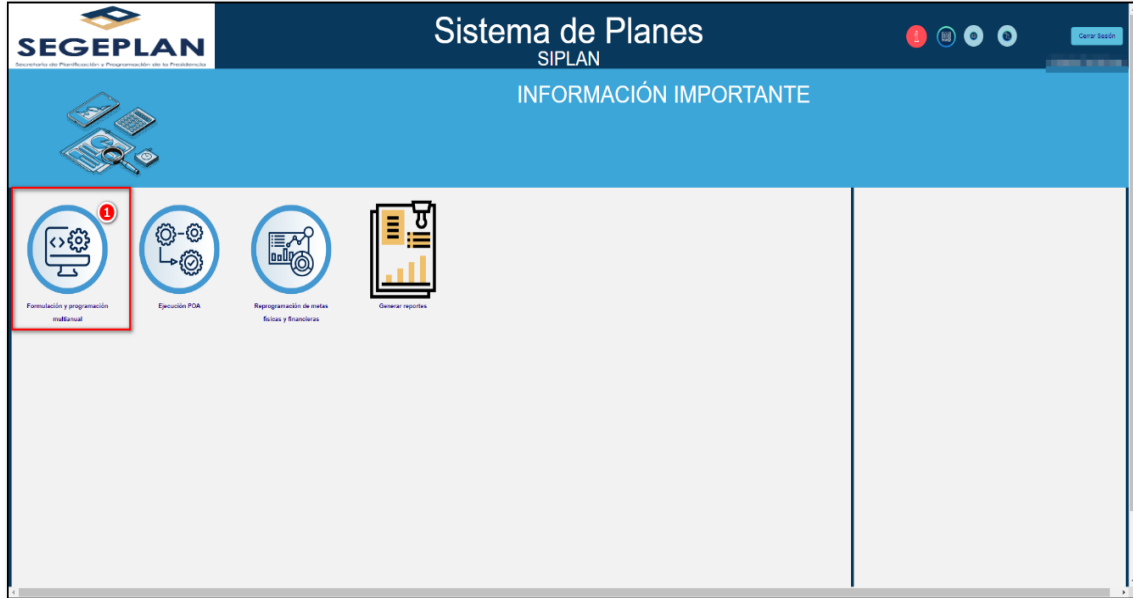 SEGEPLAN
Secretaría de Planificación y Programación de la Presidencia
Sistema de Planes
SIPLAN
Cerrar Sesión
INFORMACIÓN IMPORTANTE
1
Formulación y programación
multianual
Ejecución POA
Reprogramación de metas
físicas y financieras
Generar reportes